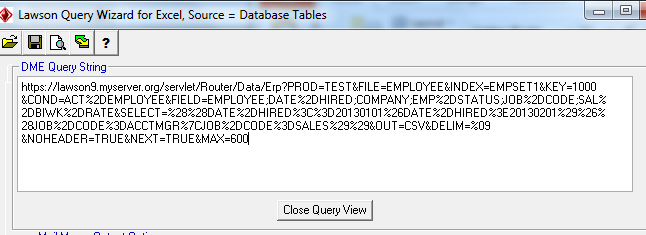 Lawson Query Wizard for Excel, Source = Database Tables
DME Query String
https://lawson9.myserver.org/servlet/Router/Data/Erp?PROD=TEST&FILE=EMPLOYEE&INDEX=EMPSET1&KEY=1000
&COND=ACT%2DEMPLOYEE&FIELD=EMPLOYEE;DATE%2DHIRED;COMPANY;EMP%2DSTATUS;JOB%2DCODE;SAL%
2DBIWK%2DRATE&SELECT=%28%28DATE%2DHIRED%3C%3D20130101%26DATE%2DHIRED%3E20130201%29%26%
28JOB%2DCODE%3DACCTMGR%7CJOB%2DCODE%3DSALES%29%29&OUT=CSV&DELIM=%09
&NOHEADER=TRUE&NEXT=TRUE&MAX=600
Close Query View